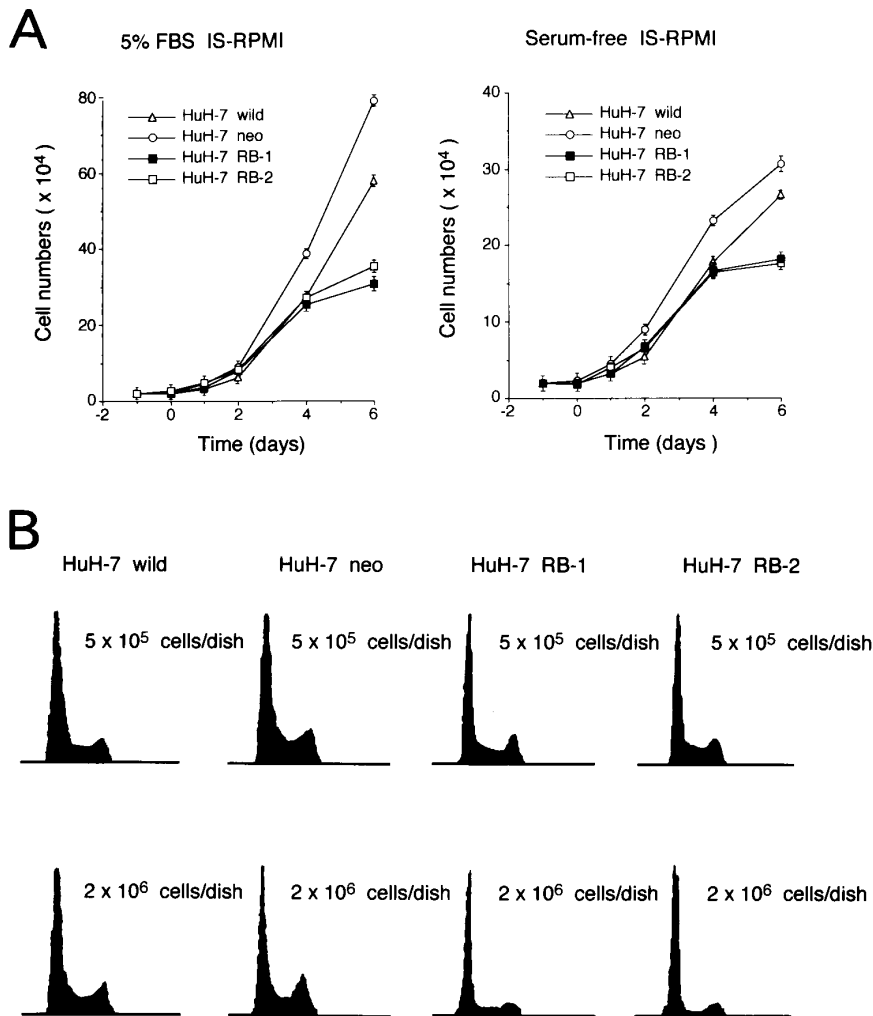 A
5% FBS IS-RPMI
Serum-free IS-RPMI
Cell numbers ( x 10⁴)
80
60
40
20
0
-2
0
2
4
6
Time (days)
HuH-7 wild
HuH-7 neo
HuH-7 RB-1
HuH-7 RB-2
Cell numbers ( x 10⁴)
40
30
20
10
0
-2
0
2
4
6
Time (days )
HuH-7 wild
HuH-7 neo
HuH-7 RB-1
HuH-7 RB-2
B
HuH-7 wild
HuH-7 neo
HuH-7 RB-1
HuH-7 RB-2
5 x 10⁵ cells/dish
5 x 10⁵ cells/dish
5 x 10⁵ cells/dish
5 x 10⁵ cells/dish
2 x 10⁶ cells/dish
2 x 10⁶ cells/dish
2 x 10⁶ cells/dish
2 x 10⁶ cells/dish